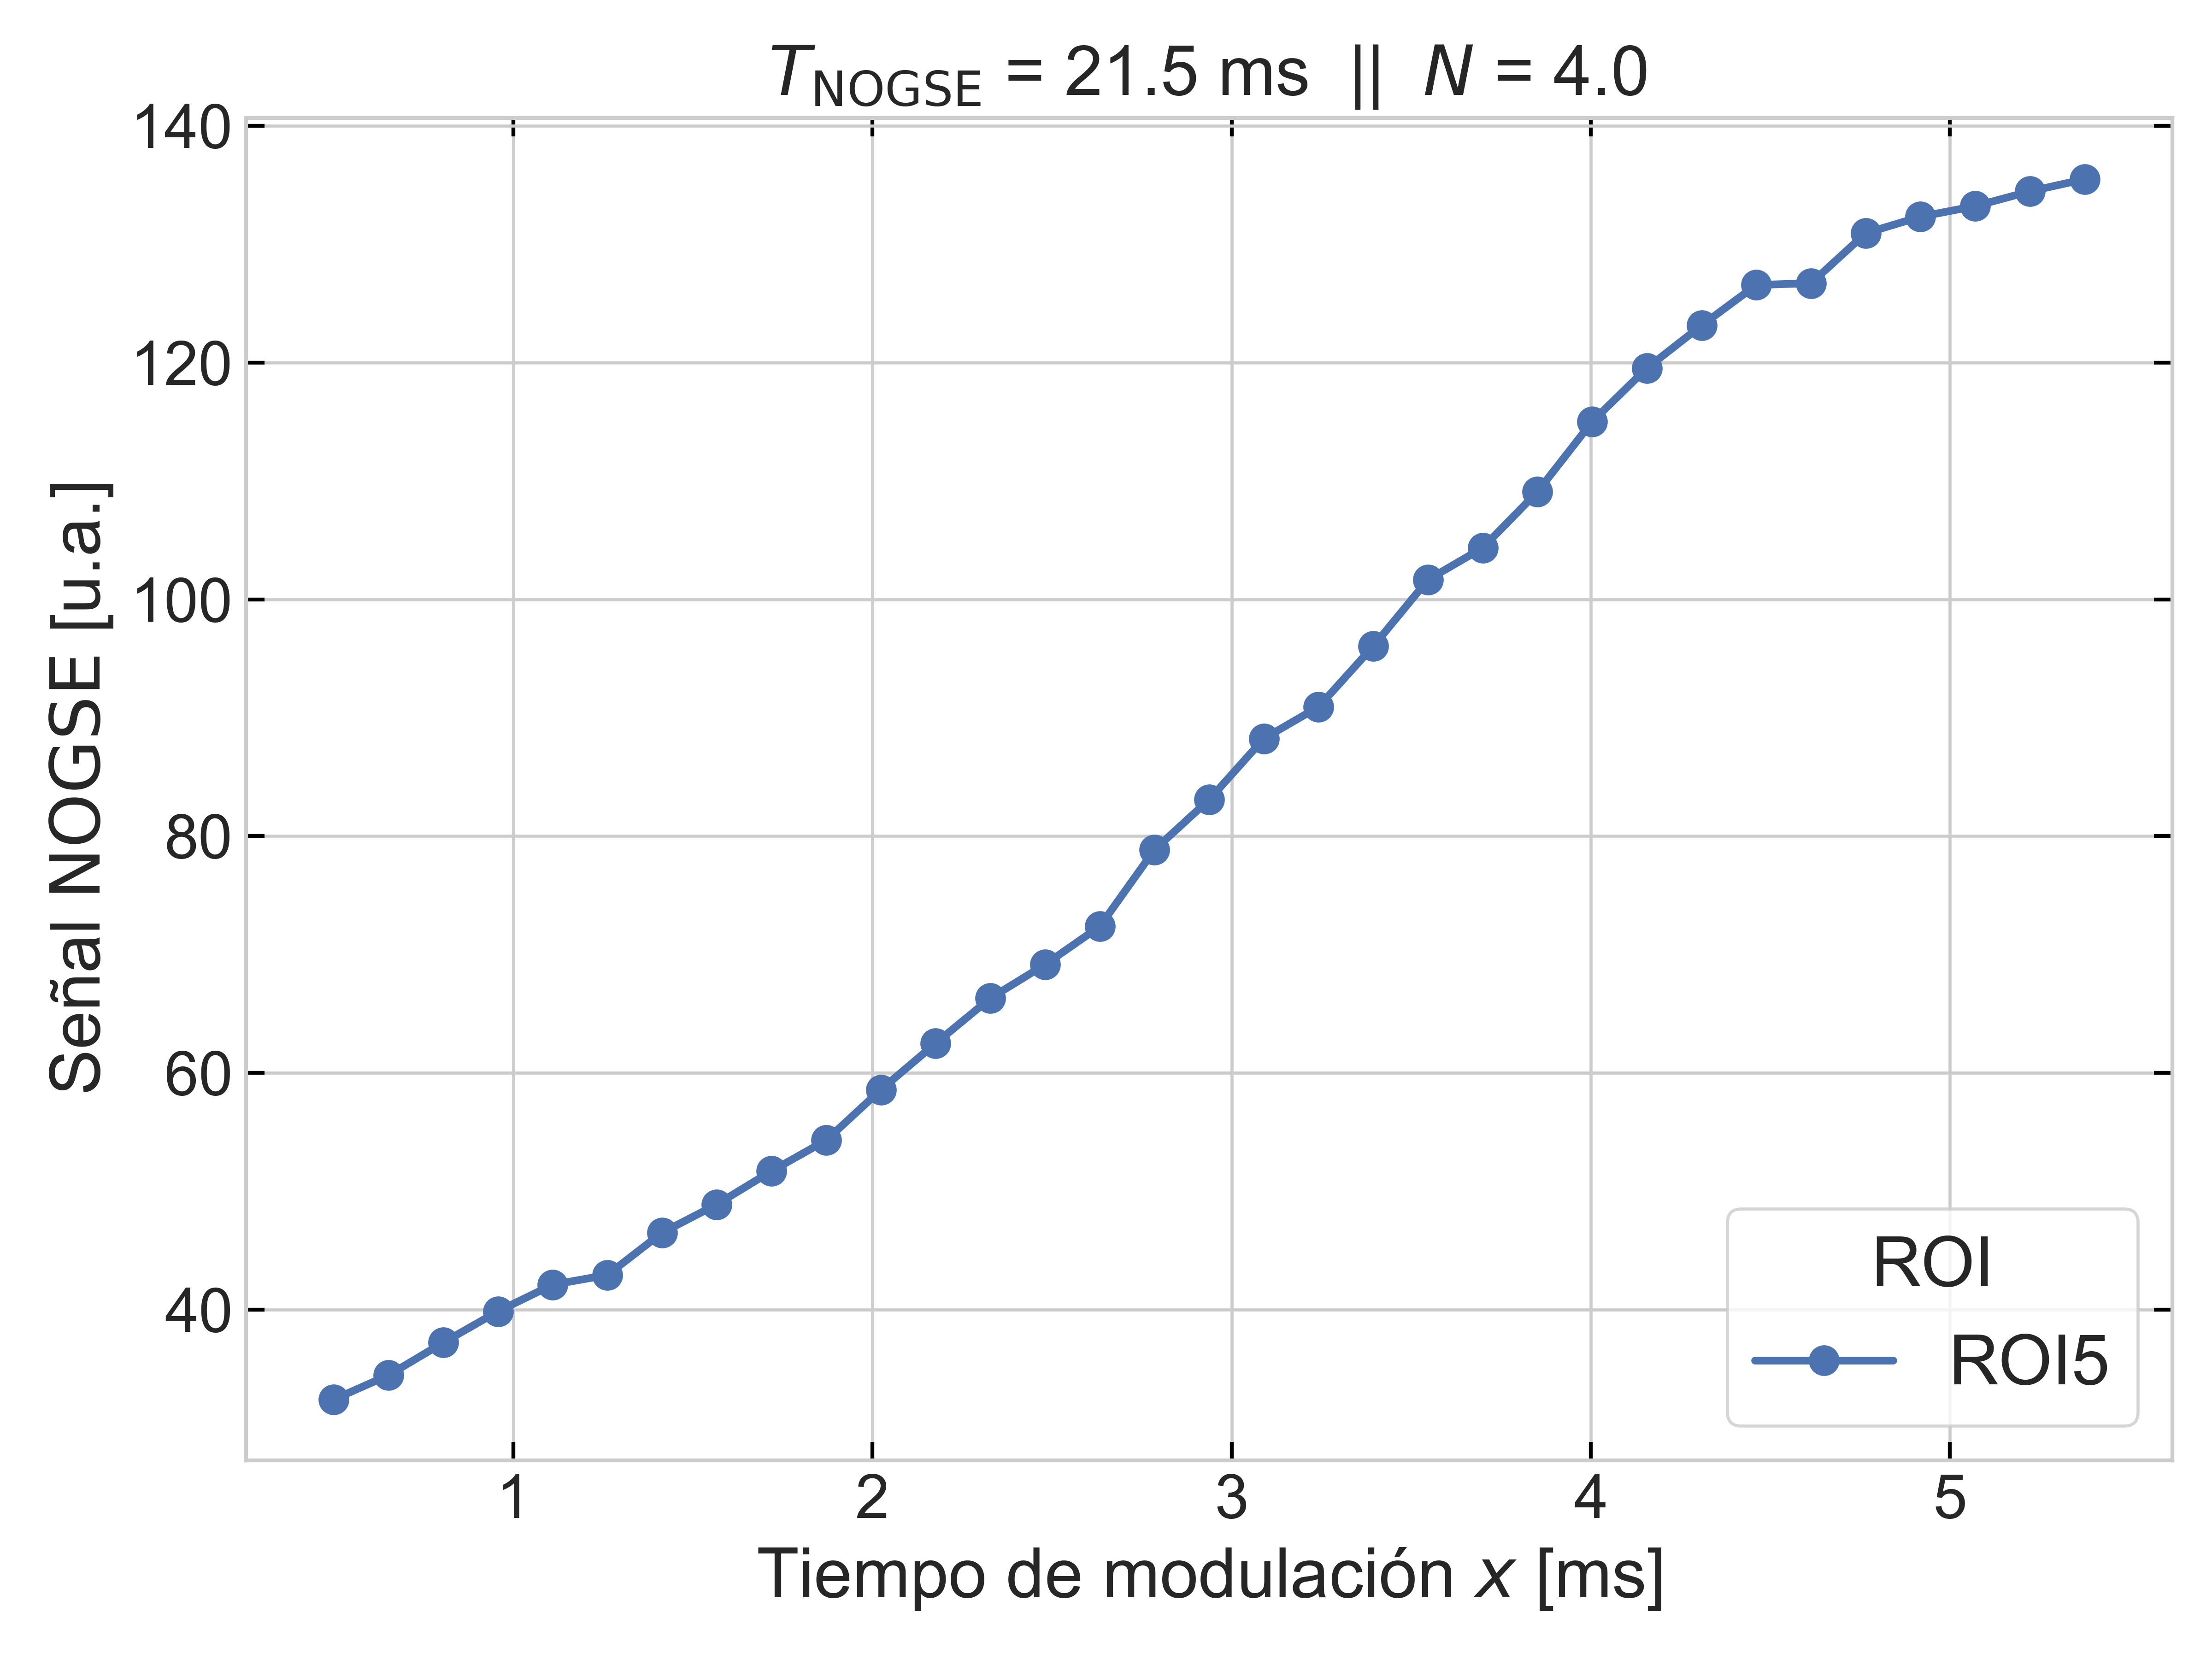 T_NOGSE = 21.5 ms || N = 4.0
140
120
100
80
60
40
Señal NOGSE [u.a.]
ROI
ROI5
1 2 3 4 5
Tiempo de modulación x [ms]